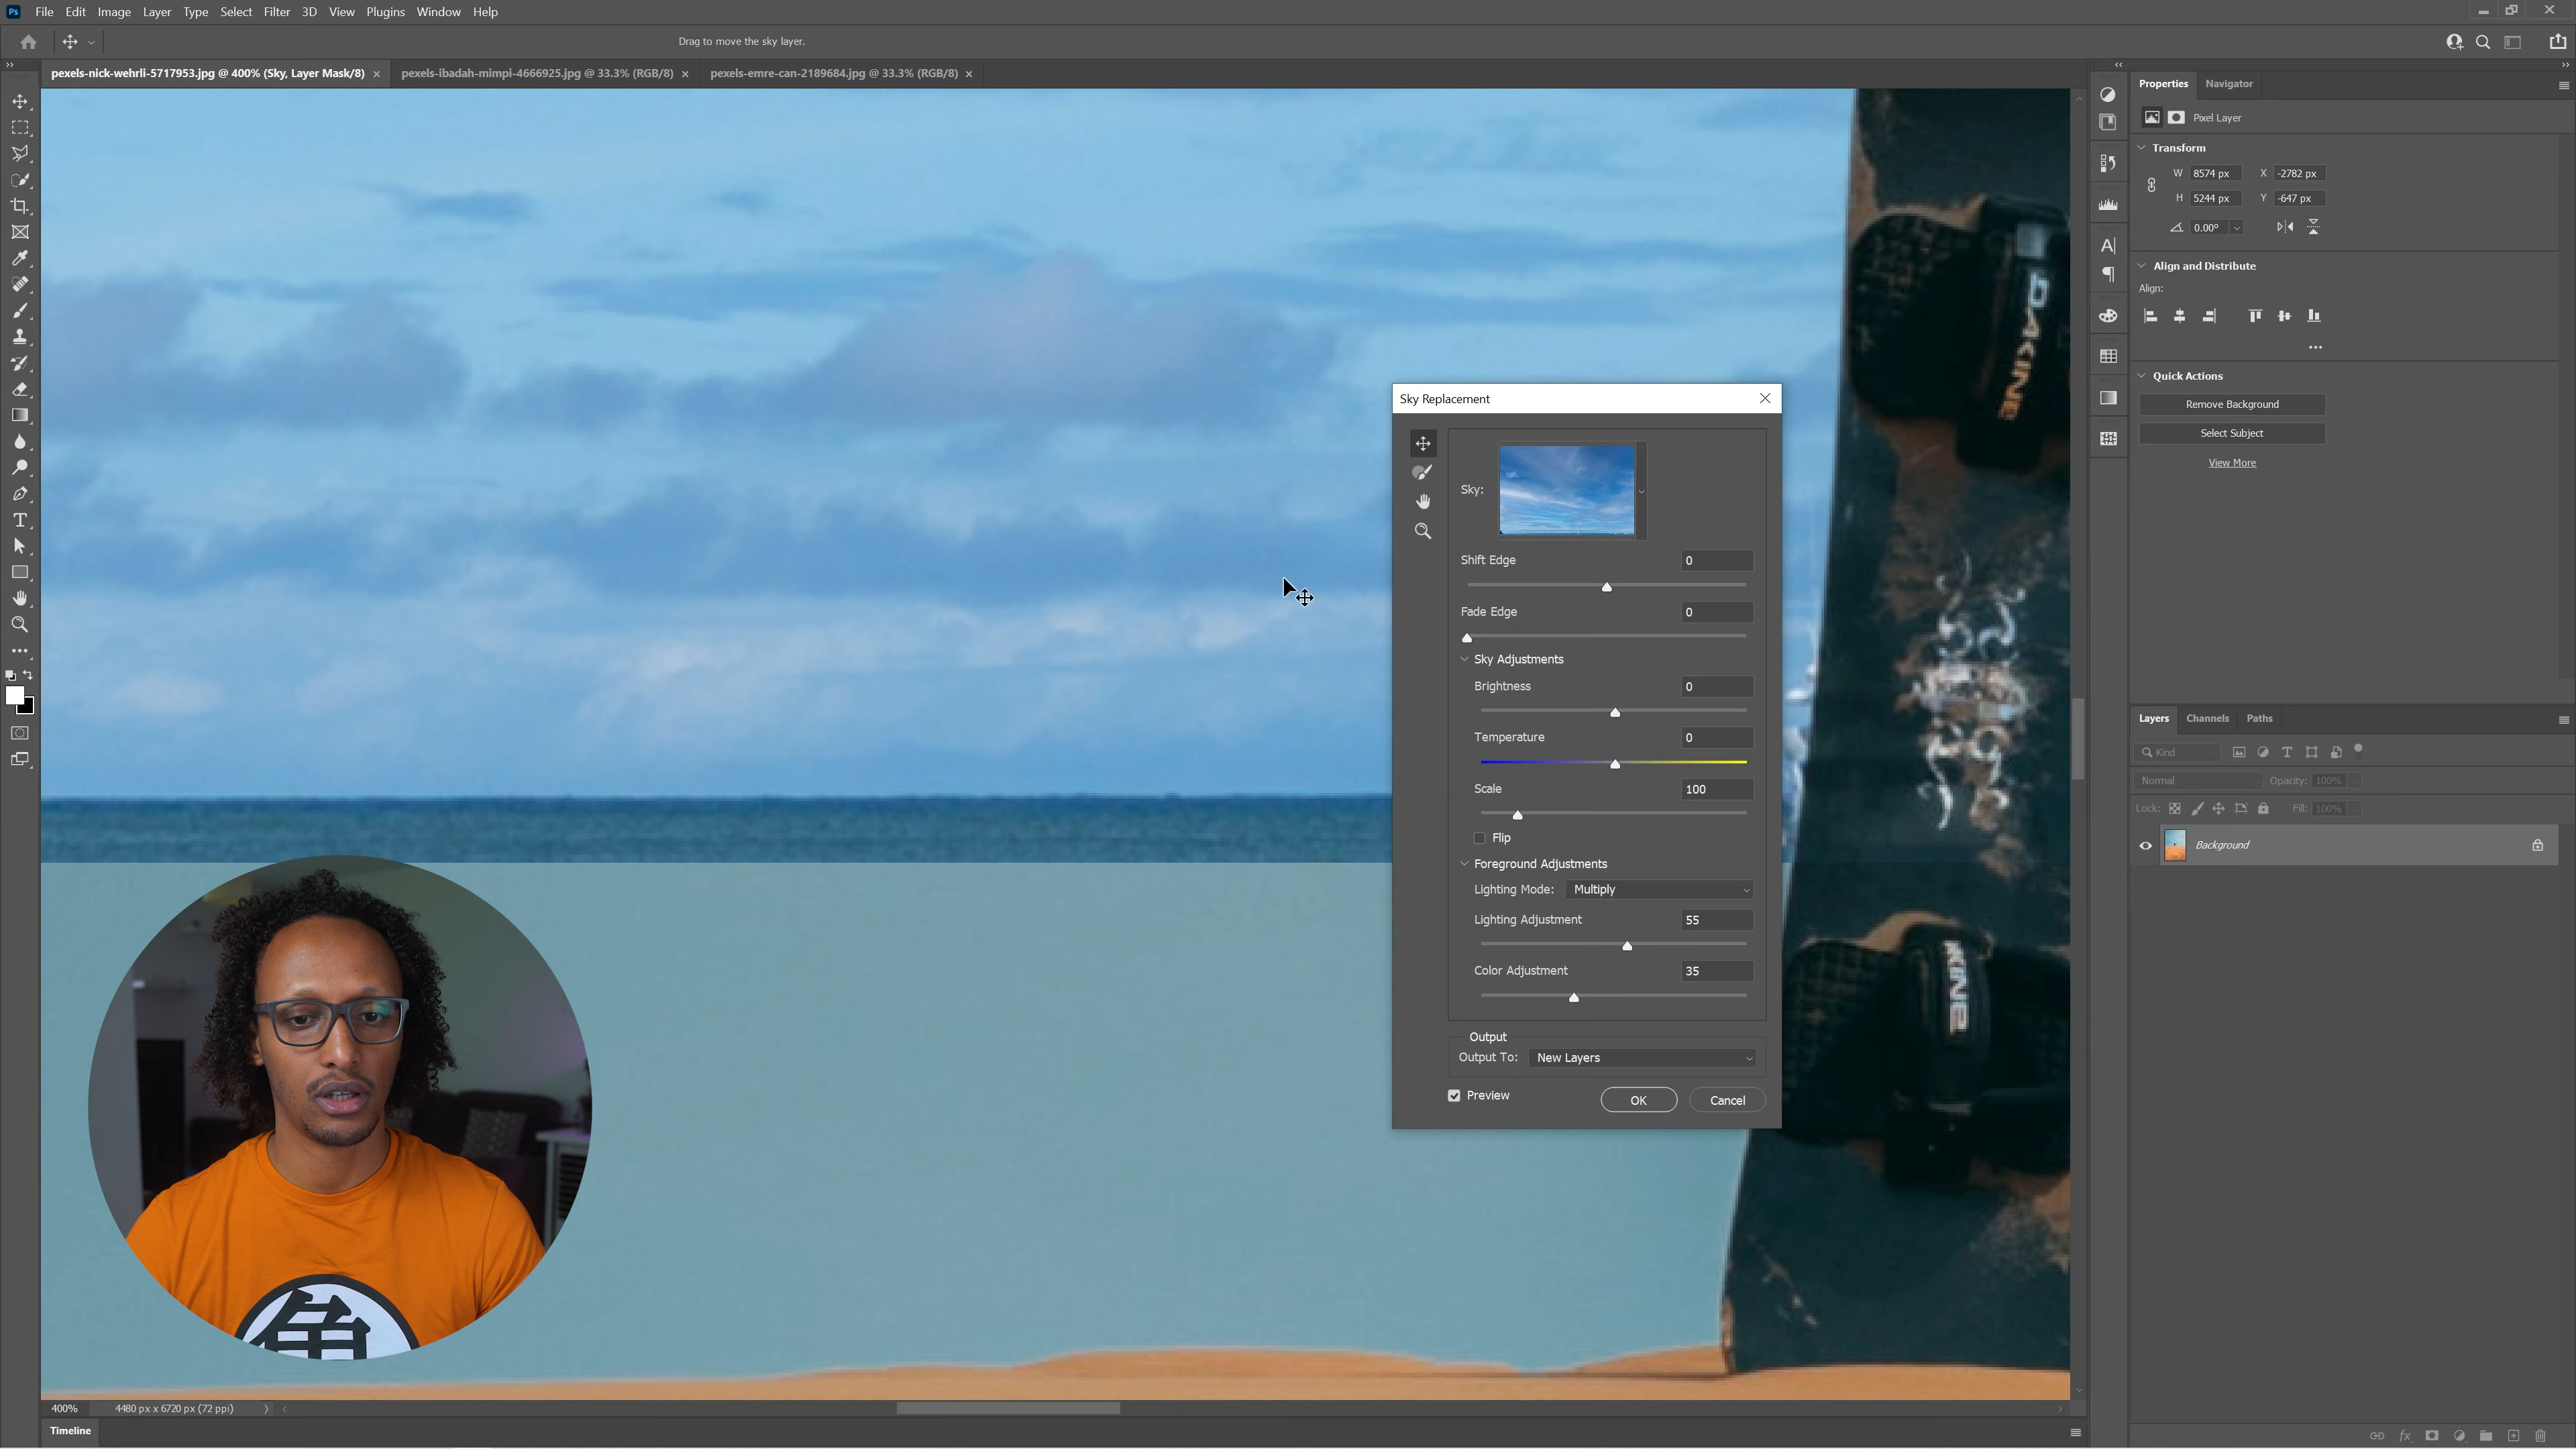 Ps File Edit Image Layer Type Select Filter 3D View Plugins Window Help
Drag to move the sky layer.
pexels-nick-wehrli-5717953.jpg @ 400% (Sky, Layer Mask/8) × pexels-ibadah-mimpi-4666925.jpg @ 33.3% (RGB/8) × pexels-emre-can-2189684.jpg @ 33.3% (RGB/8) ×
Properties Navigator
Pixel Layer
Transform
W 8574 px X -2782 px
H 5244 px Y -647 px
0.00°
Align and Distribute
Align:
Quick Actions
Remove Background
Select Subject
View More
Sky Replacement
Sky:
Shift Edge 0
Fade Edge 0
Sky Adjustments
Brightness 0
Temperature 0
Scale 100
Flip
Foreground Adjustments
Lighting Mode: Multiply
Lighting Adjustment 55
Color Adjustment 35
Output
Output To: New Layers
Preview OK Cancel
DAKINE
Layers Channels Paths
Kind
Normal Opacity: 100%
Lock: Fill: 100%
Background
亀
400% 4480 px x 6720 px (72 ppi)
Timeline